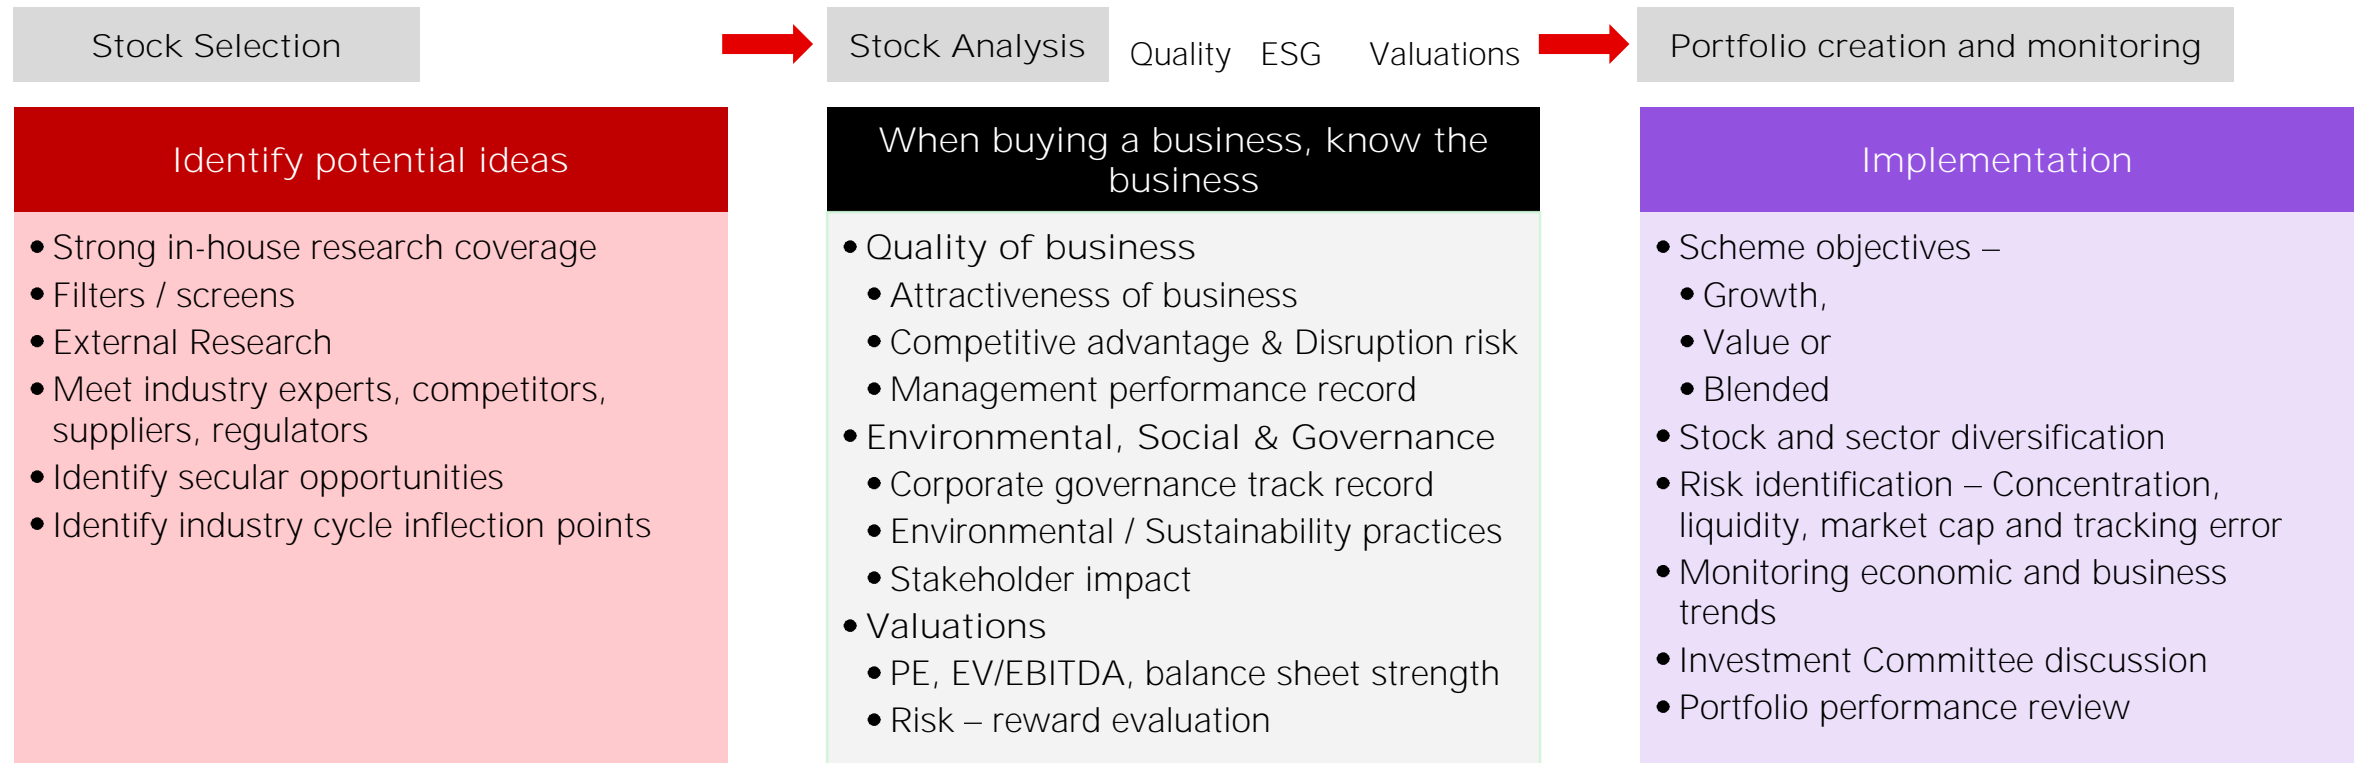 Stock Selection
Stock Analysis
Quality ESG Valuations
Portfolio creation and monitoring
Identify potential ideas
• Strong in-house research coverage
• Filters / screens
• External Research
• Meet industry experts, competitors,
suppliers, regulators
• Identify secular opportunities
• Identify industry cycle inflection points
When buying a business, know the
business
• Quality of business
• Attractiveness of business
• Competitive advantage & Disruption risk
• Management performance record
• Environmental, Social & Governance
• Corporate governance track record
• Environmental / Sustainability practices
• Stakeholder impact
• Valuations
• PE, EV/EBITDA, balance sheet strength
• Risk – reward evaluation
Implementation
• Scheme objectives –
• Growth,
• Value or
• Blended
• Stock and sector diversification
• Risk identification – Concentration,
liquidity, market cap and tracking error
• Monitoring economic and business
trends
• Investment Committee discussion
• Portfolio performance review